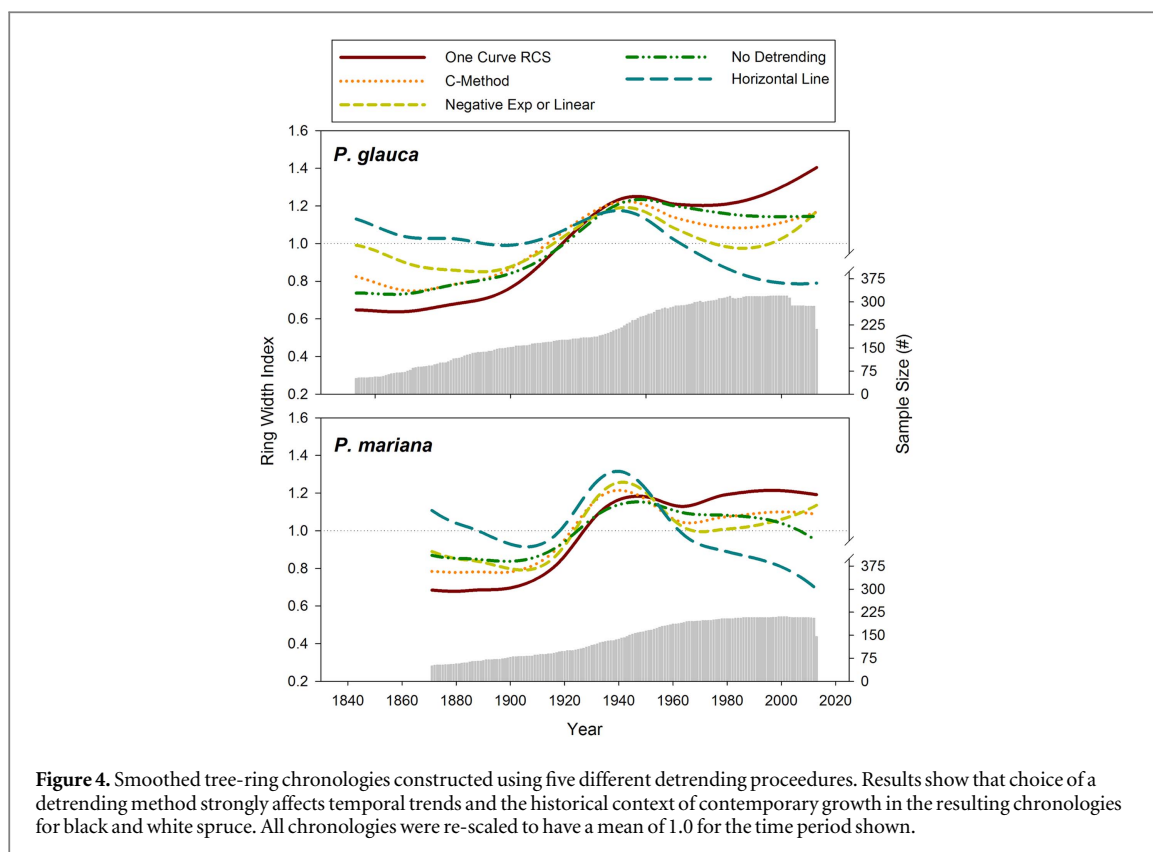 One Curve RCS
No Detrending
C-Method
Horizontal Line
Negative Exp or Linear
P. glauca
1.6
1.4
1.2
1.0
0.8
0.6
0.4
0.2
375
300
225
150
75
0
P. mariana
1.6
1.4
1.2
1.0
0.8
0.6
0.4
0.2
375
300
225
150
75
0
Ring Width Index
Sample Size (#)
1840 1860 1880 1900 1920 1940 1960 1980 2000 2020
Year
Figure 4. Smoothed tree-ring chronologies constructed using five different detrending proceedures. Results show that choice of a
detrending method strongly affects temporal trends and the historical context of contemporary growth in the resulting chronologies
for black and white spruce. All chronologies were re-scaled to have a mean of 1.0 for the time period shown.